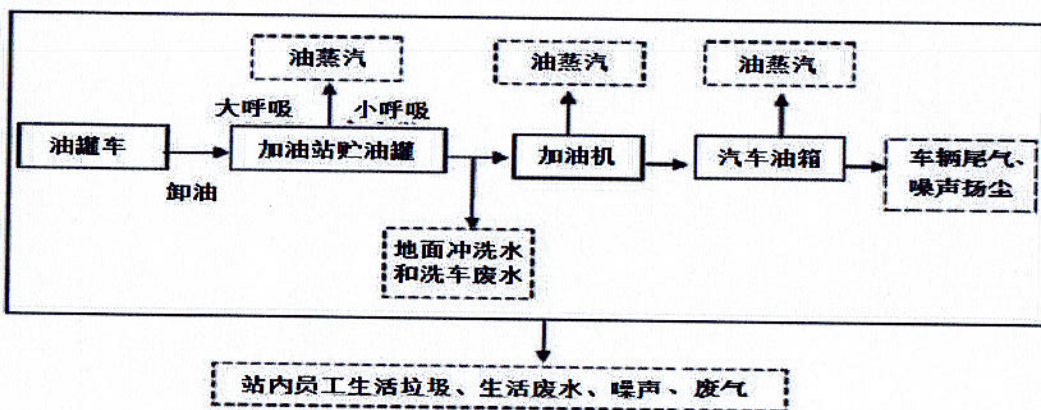 油蒸汽
油蒸汽
油蒸汽
大呼吸
小呼吸
油罐车
加油站贮油罐
加油机
汽车油箱
车辆尾气、
噪声扬尘
卸油
地面冲洗水
和洗车废水
站内员工生活垃圾、生活废水、噪声、废气